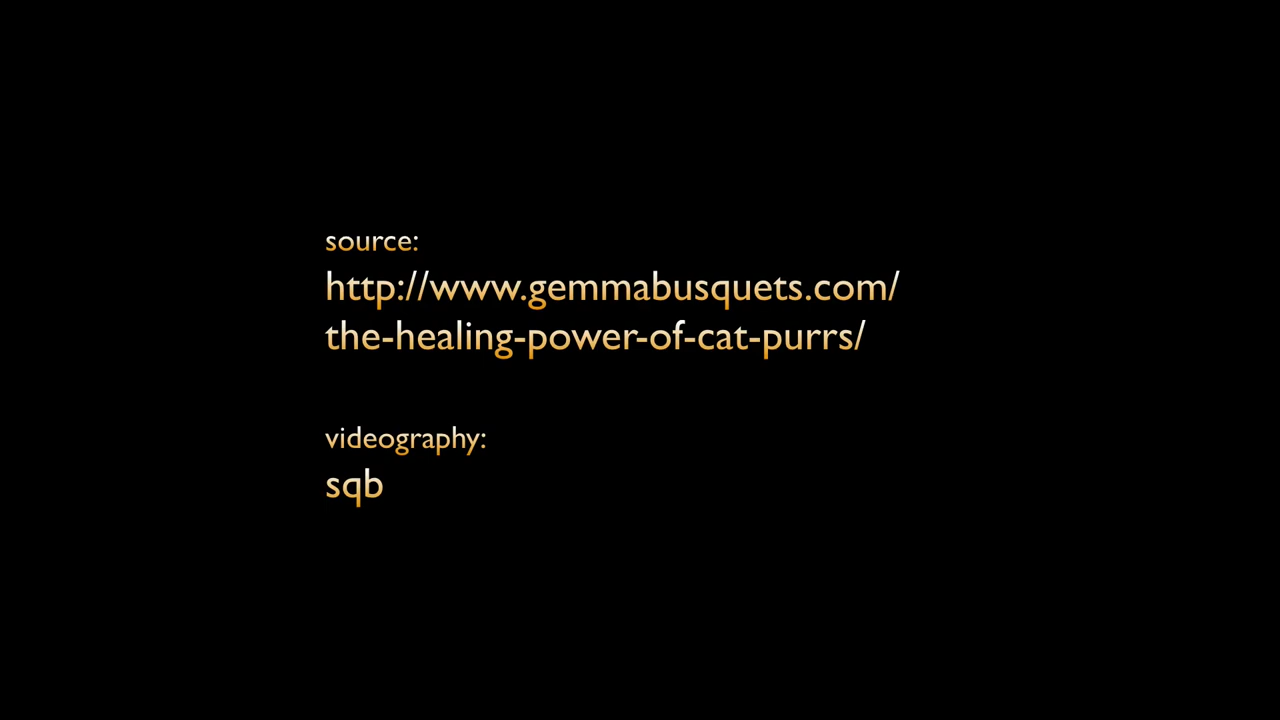 source:
http://www.gemmabusquets.com/
the-healing-power-of-cat-purrs/
videography:
sqb